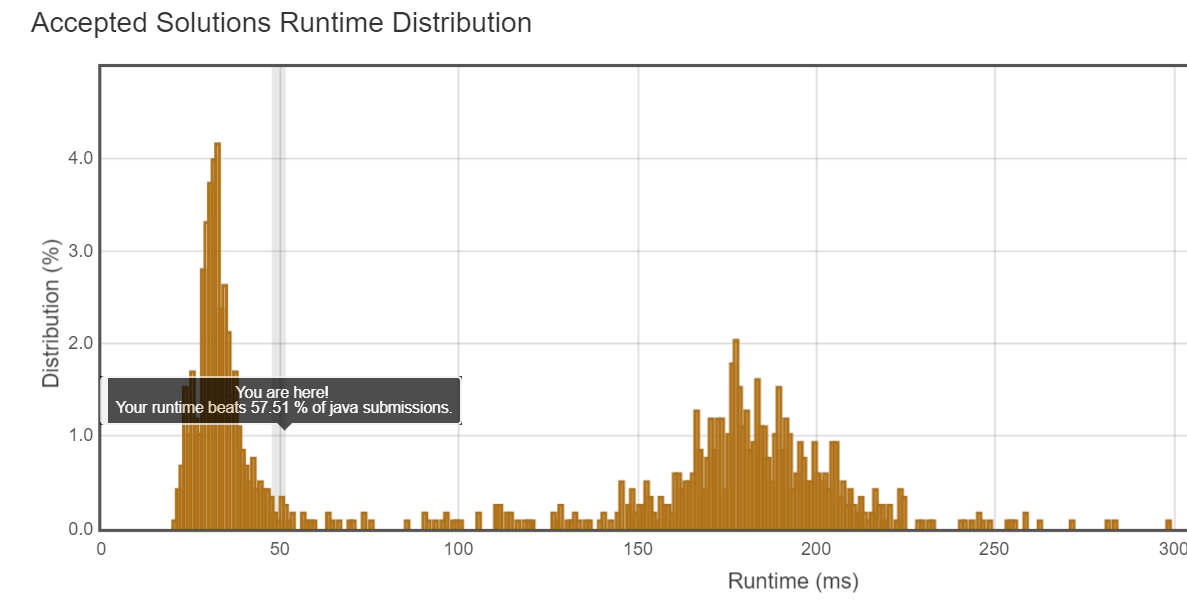 Accepted Solutions Runtime Distribution
4.0
3.0
2.0
1.0
0.0
Distribution (%)
You are here!
Your runtime beats 57.51 % of java submissions.
0 50 100 150 200 250 300
Runtime (ms)